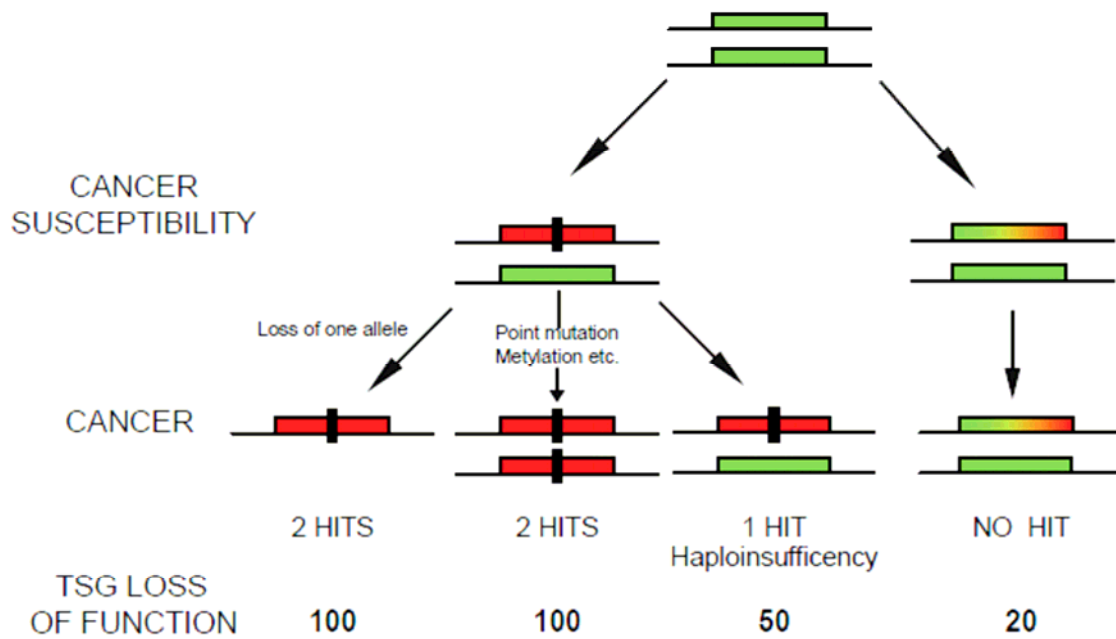 CANCER
SUSCEPTIBILITY
Loss of one allele
Point mutation
Metylation etc.
CANCER
2 HITS
2 HITS
1 HIT
Haploinsufficency
NO HIT
TSG LOSS
OF FUNCTION
100
100
50
20